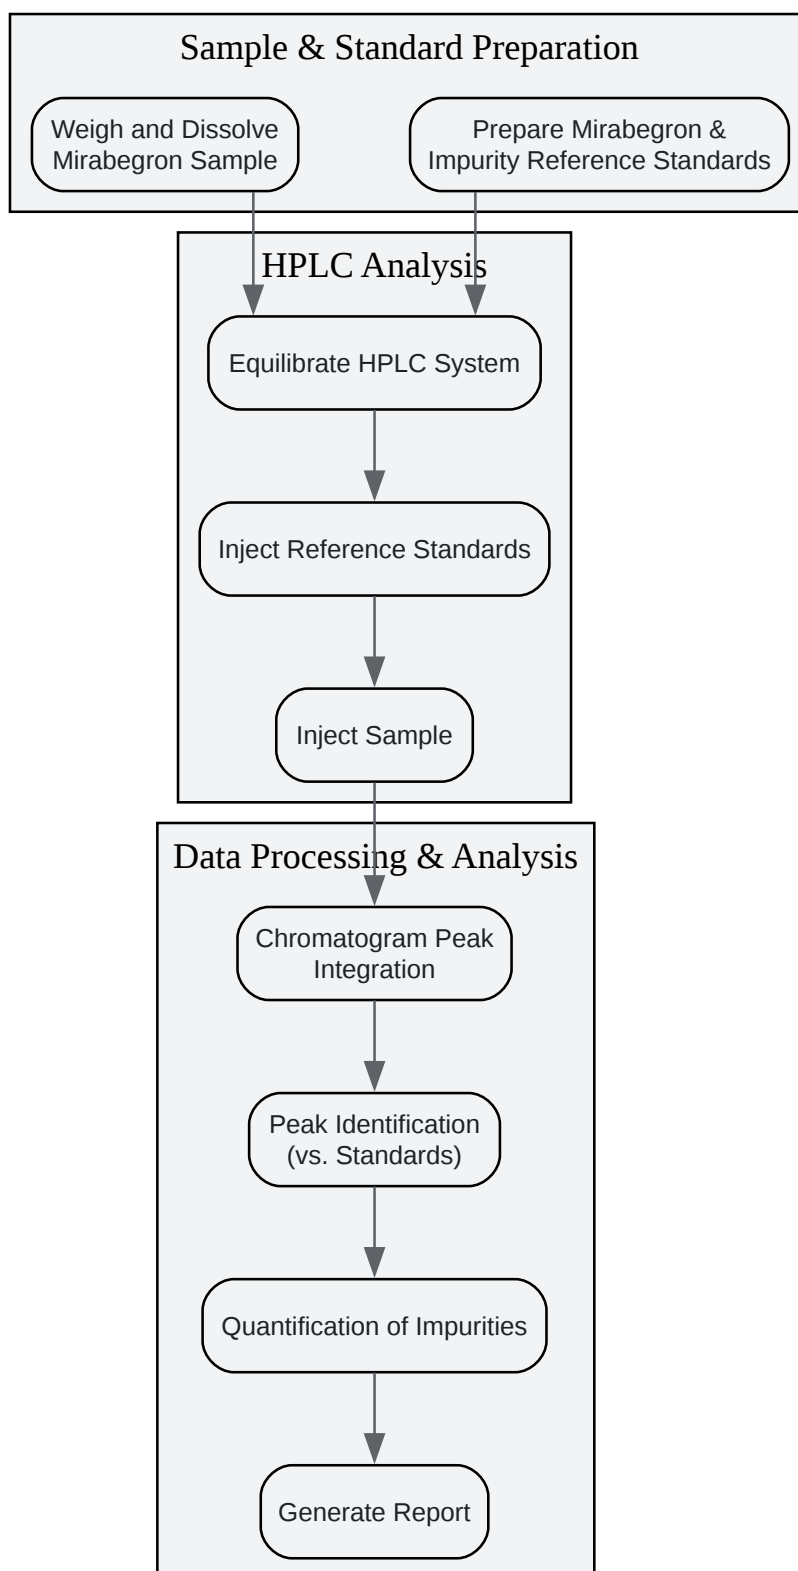 Sample & Standard Preparation
Weigh and Dissolve
Mirabegron Sample
Prepare Mirabegron &
Impurity Reference Standards
HPLC Analysis
Equilibrate HPLC System
Inject Reference Standards
Inject Sample
Data Processing & Analysis
Chromatogram Peak
Integration
Peak Identification
(vs. Standards)
Quantification of Impurities
Generate Report